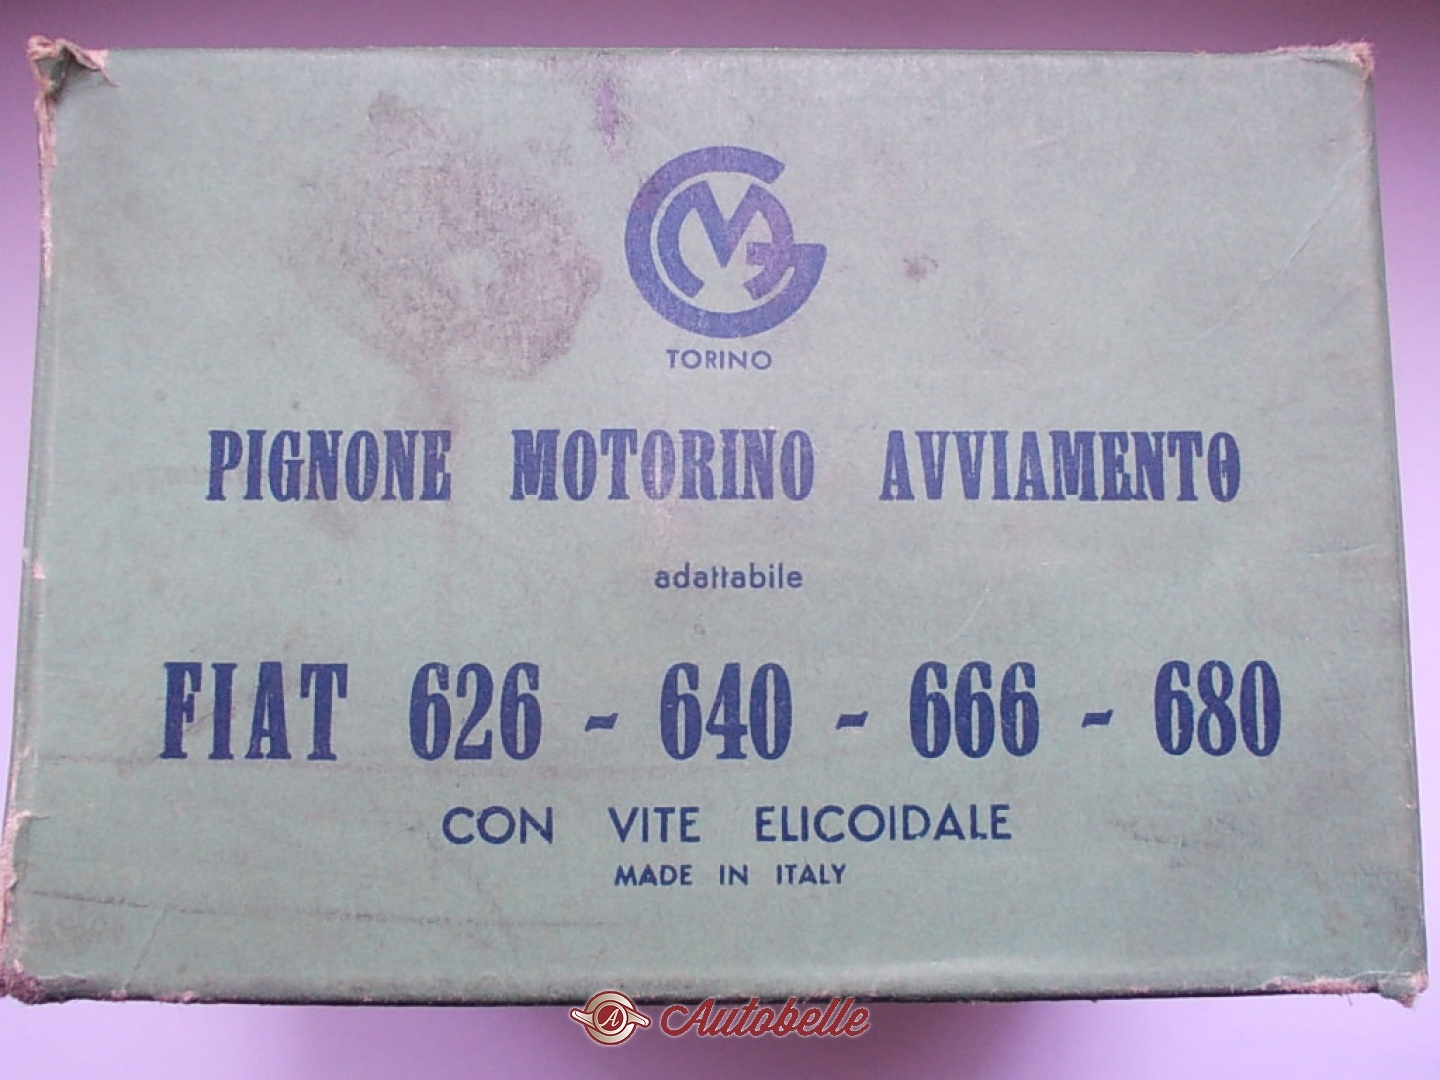 TORINO
PIGNONE MOTORINO AVVIAMENTO
adattabile
FIAT 626 - 640 - 666 - 680
CON VITE ELICOIDALE
MADE IN ITALY
A Autobelle